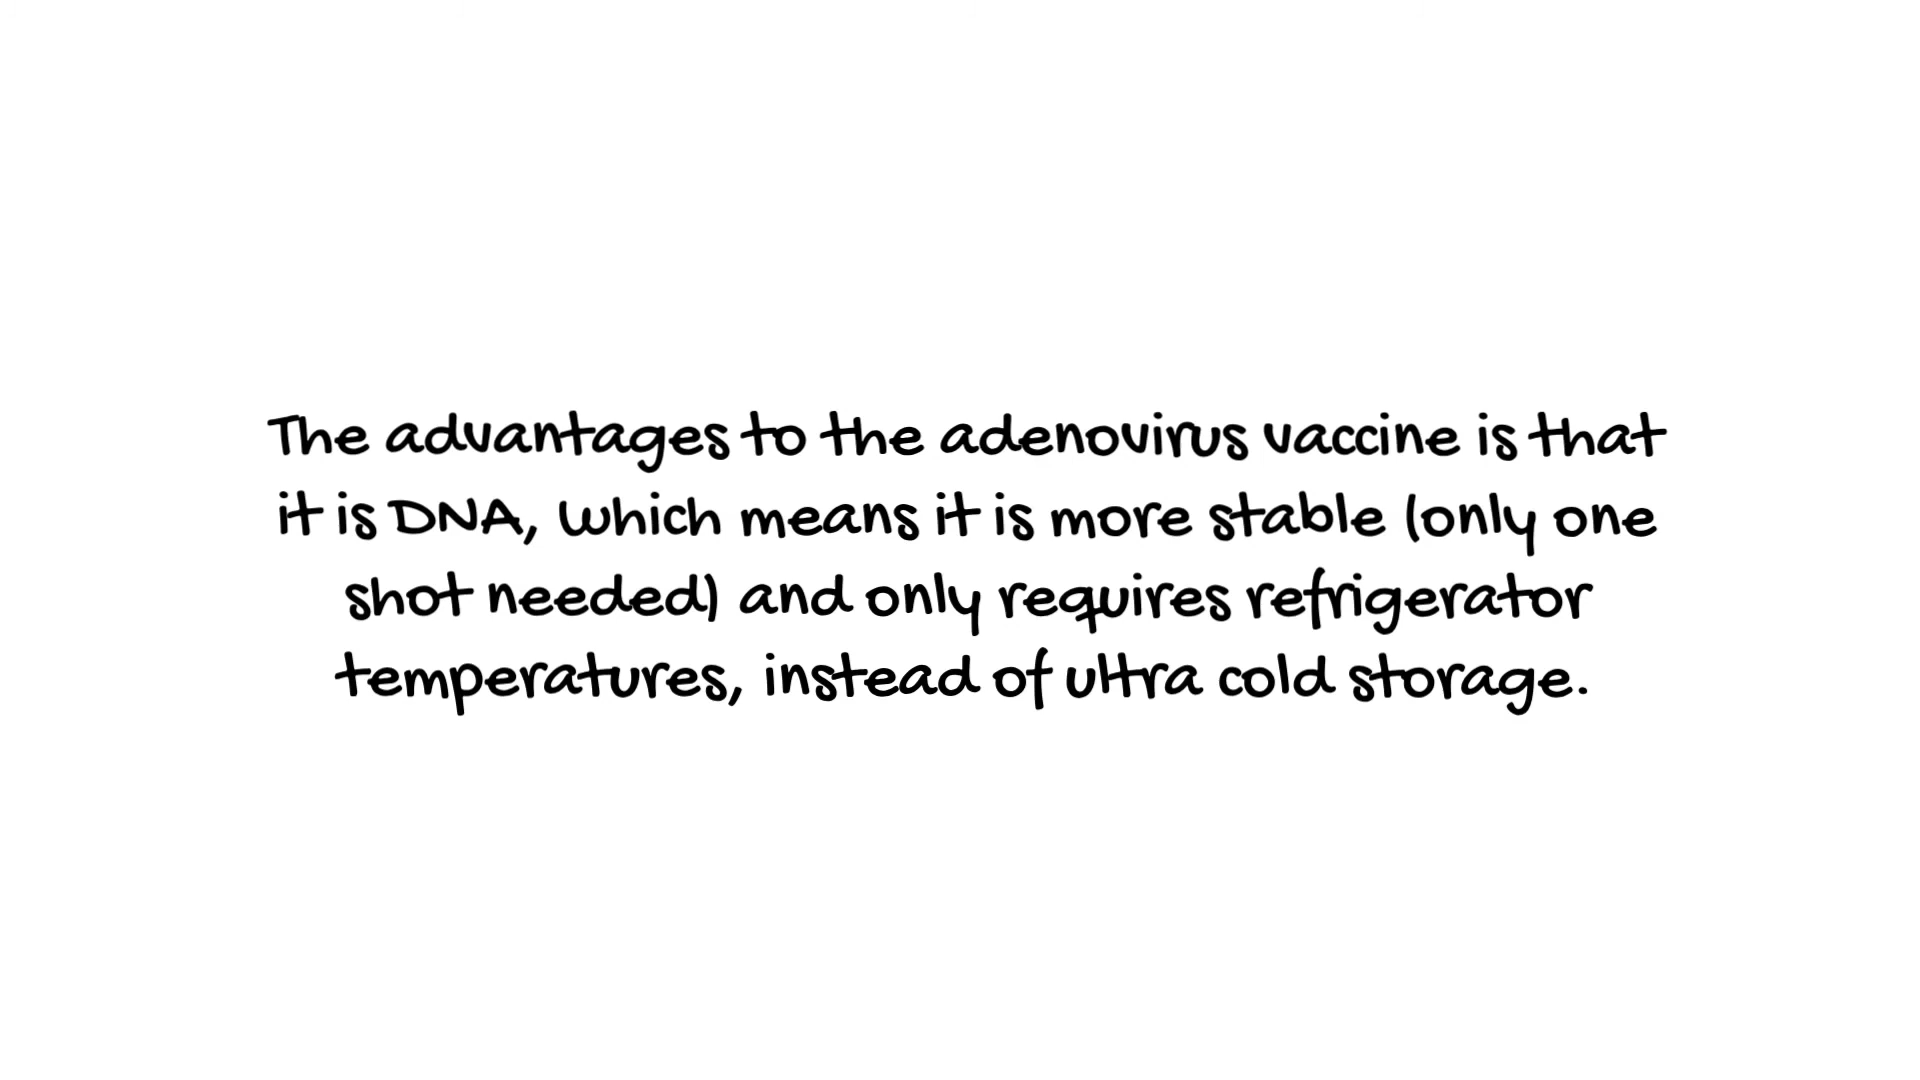 The advantages to the adenovirus vaccine is that
it is DNA, which means it is more stable (only one
shot needed) and only requires refrigerator
temperatures, instead of ultra cold storage.